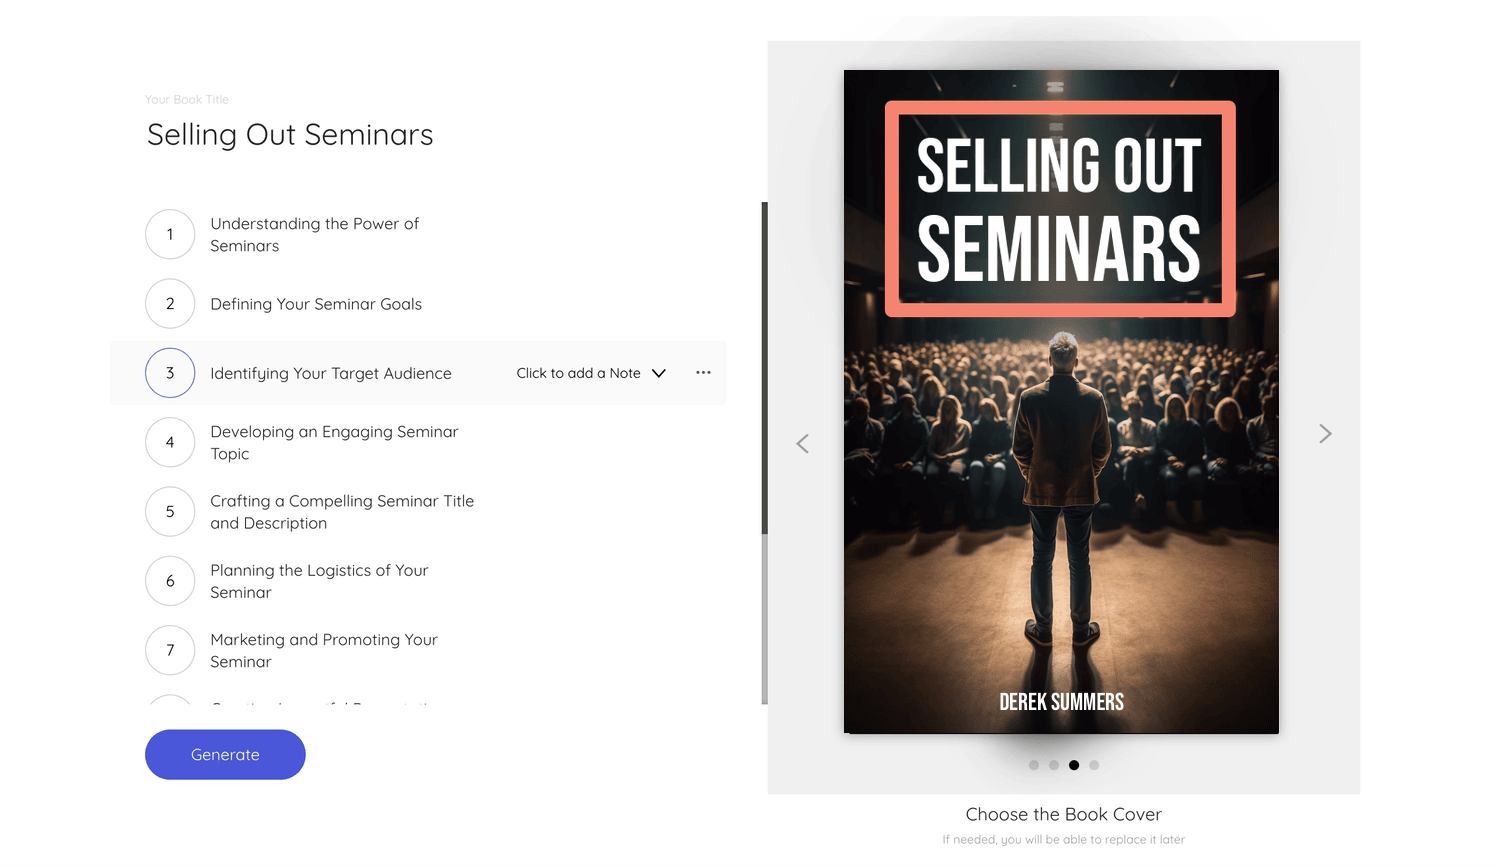 Your Book Title
Selling Out Seminars
1
Understanding the Power of
Seminars
2
Defining Your Seminar Goals
3
Identifying Your Target Audience
Click to add a Note
4
Developing an Engaging Seminar
Topic
5
Crafting a Compelling Seminar Title
and Description
6
Planning the Logistics of Your
Seminar
7
Marketing and Promoting Your
Seminar
Generate
SELLING OUT
SEMINARS
DEREK SUMMERS
Choose the Book Cover
If needed, you will be able to replace it later